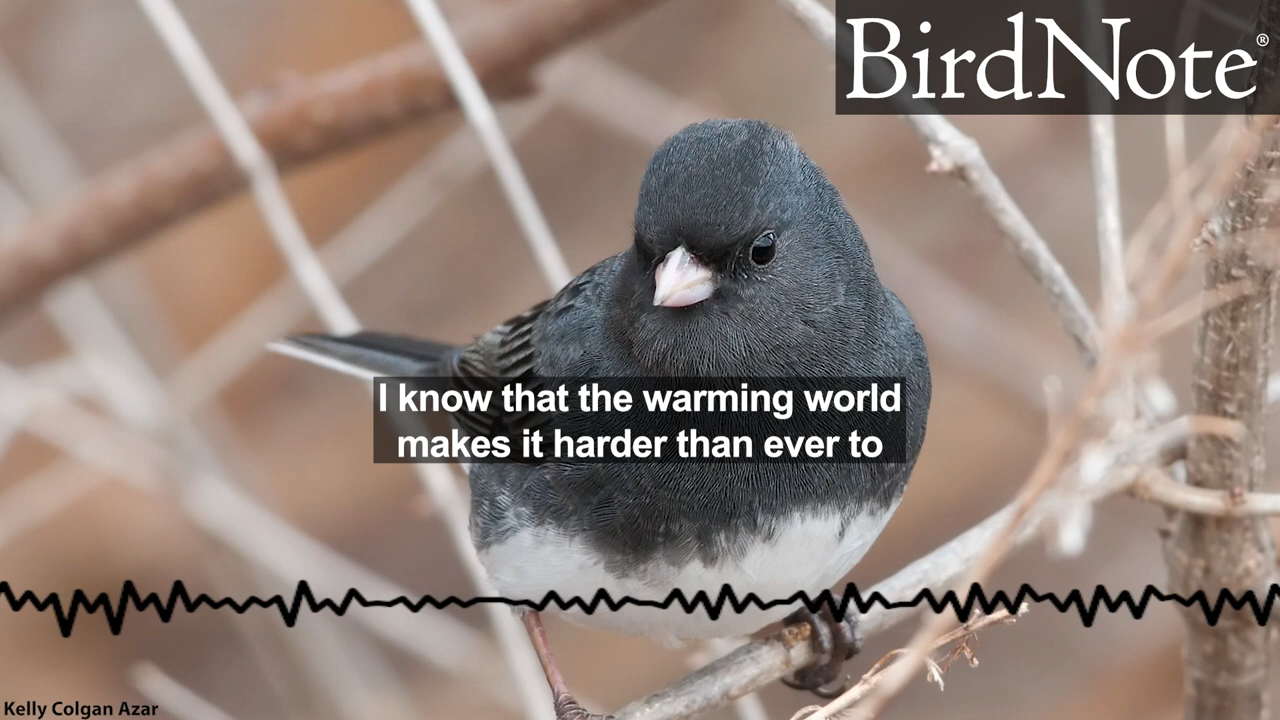 BirdNote®
I know that the warming world
makes it harder than ever to
Kelly Colgan Azar